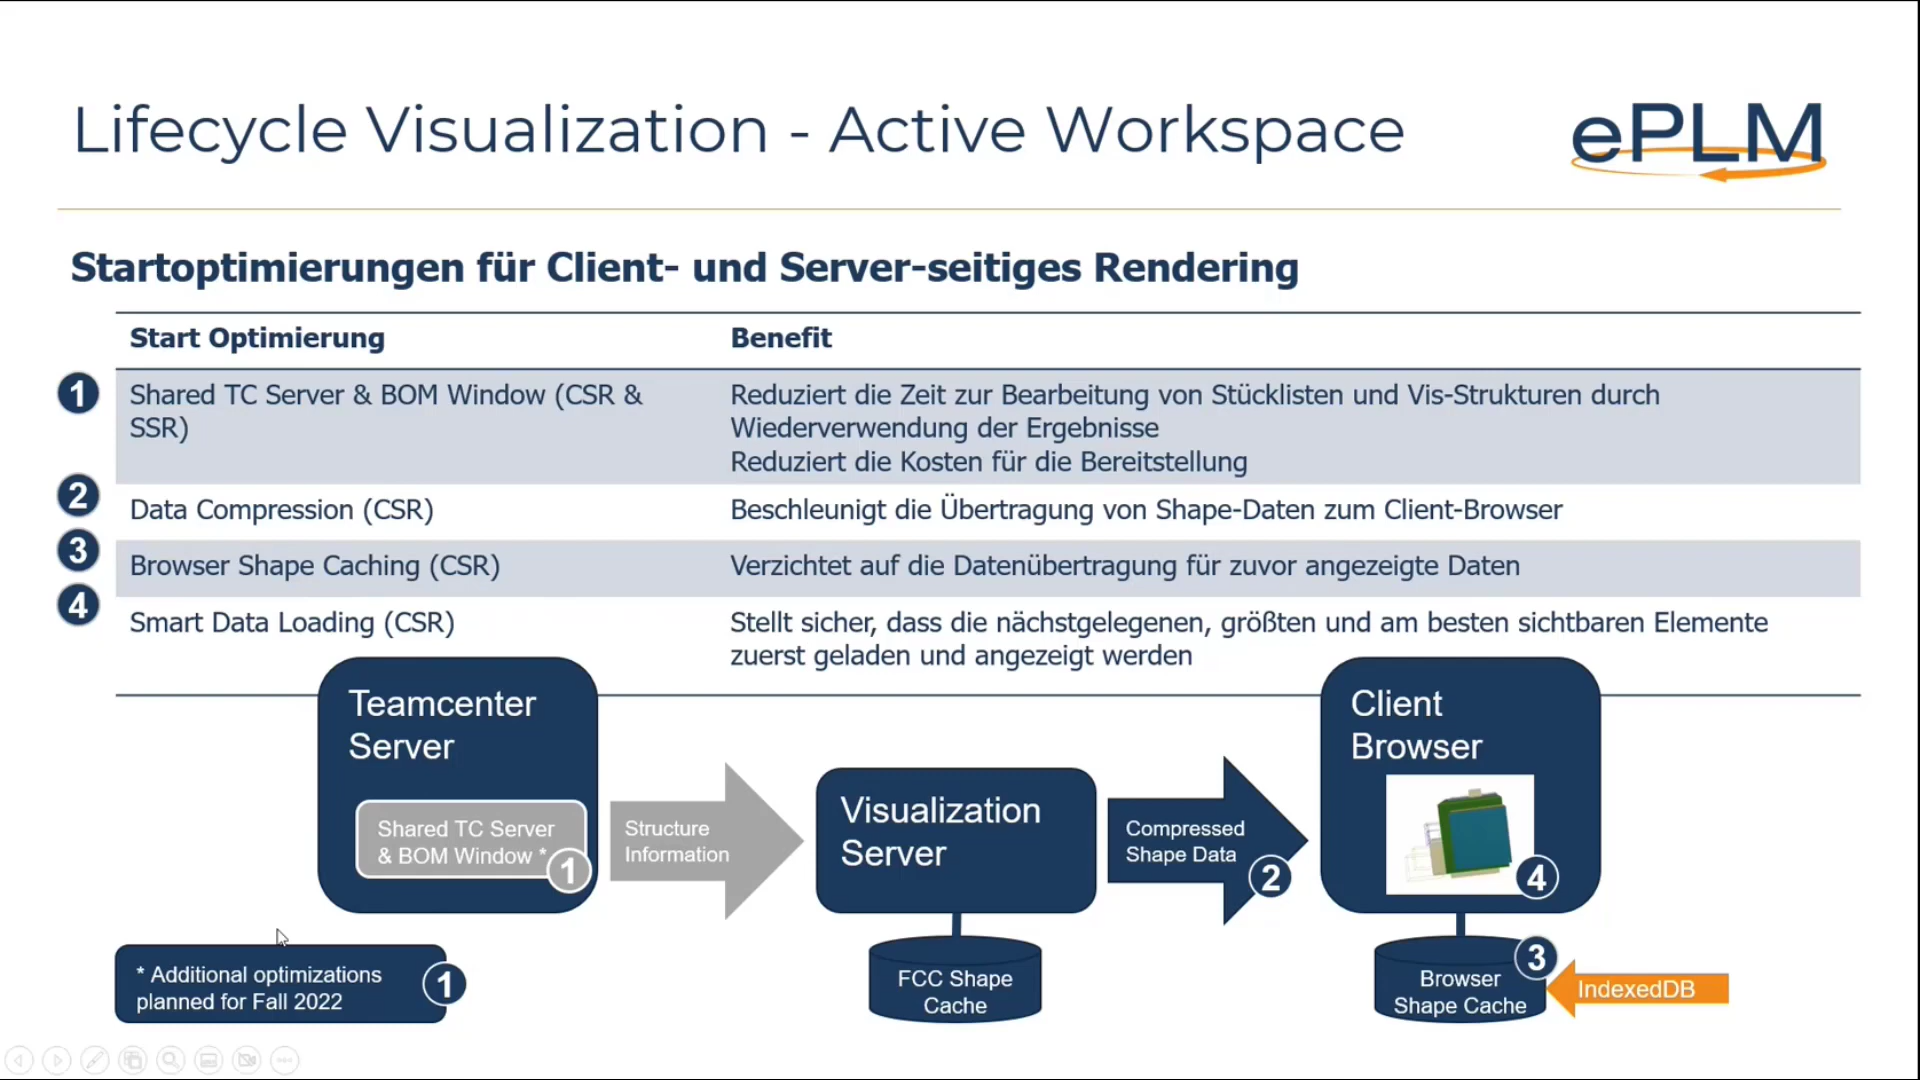 Lifecycle Visualization - Active Workspace
ePLM
Startoptimierungen für Client- und Server-seitiges Rendering
Start Optimierung
Benefit
1
Shared TC Server & BOM Window (CSR &
SSR)
Reduziert die Zeit zur Bearbeitung von Stücklisten und Vis-Strukturen durch
Wiederverwendung der Ergebnisse
Reduziert die Kosten für die Bereitstellung
2
Data Compression (CSR)
Beschleunigt die Übertragung von Shape-Daten zum Client-Browser
3
Browser Shape Caching (CSR)
Verzichtet auf die Datenübertragung für zuvor angezeigte Daten
4
Smart Data Loading (CSR)
Stellt sicher, dass die nächstgelegenen, größten und am besten sichtbaren Elemente
zuerst geladen und angezeigt werden
Teamcenter
Server
Shared TC Server
& BOM Window *
1
Structure
Information
Visualization
Server
Compressed
Shape Data
2
Client
Browser
4
* Additional optimizations
planned for Fall 2022
1
FCC Shape
Cache
Browser
Shape Cache
3
IndexedDB